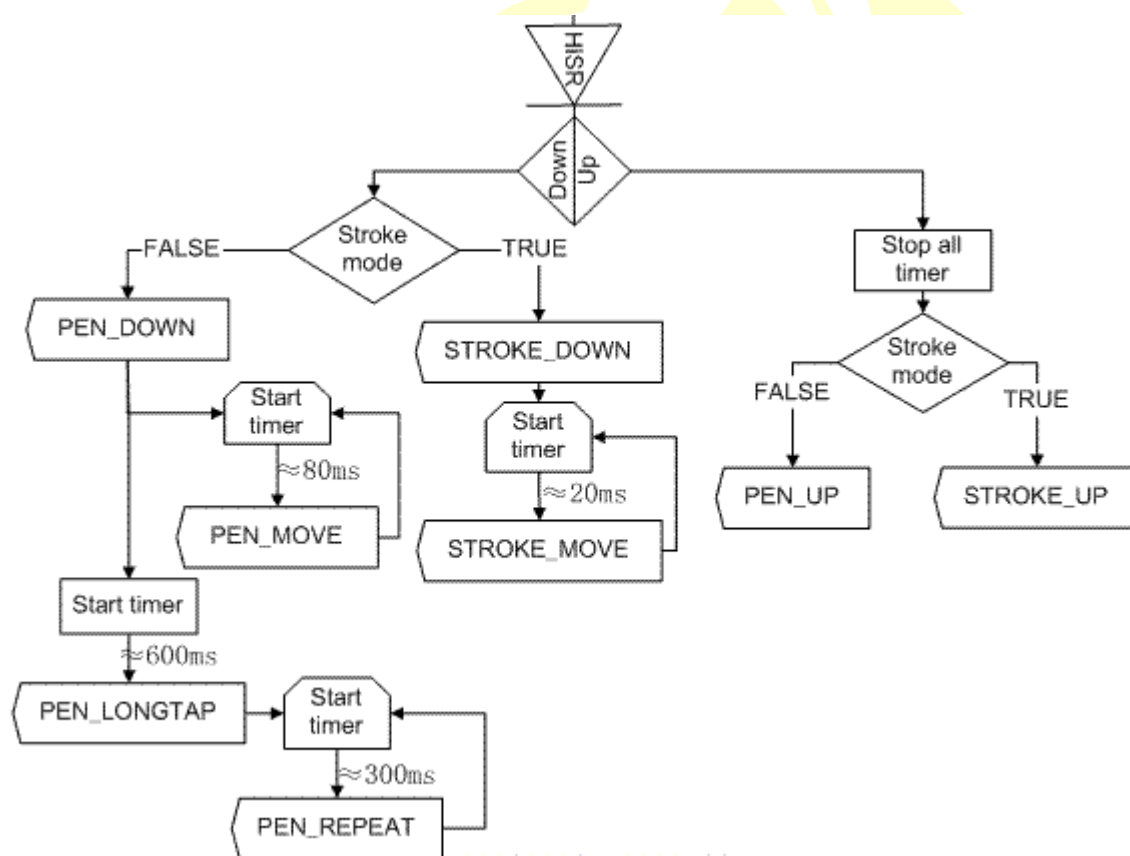 HISR
Down
Up
Stroke
mode
FALSE
TRUE
Stop all
timer
PEN_DOWN
STROKE_DOWN
Stroke
mode
FALSE
TRUE
Start
timer
Start
timer
≈80ms
≈20ms
PEN_UP
STROKE_UP
PEN_MOVE
STROKE_MOVE
Start timer
≈600ms
PEN_LONGTAP
Start
timer
≈300ms
PEN_REPEAT